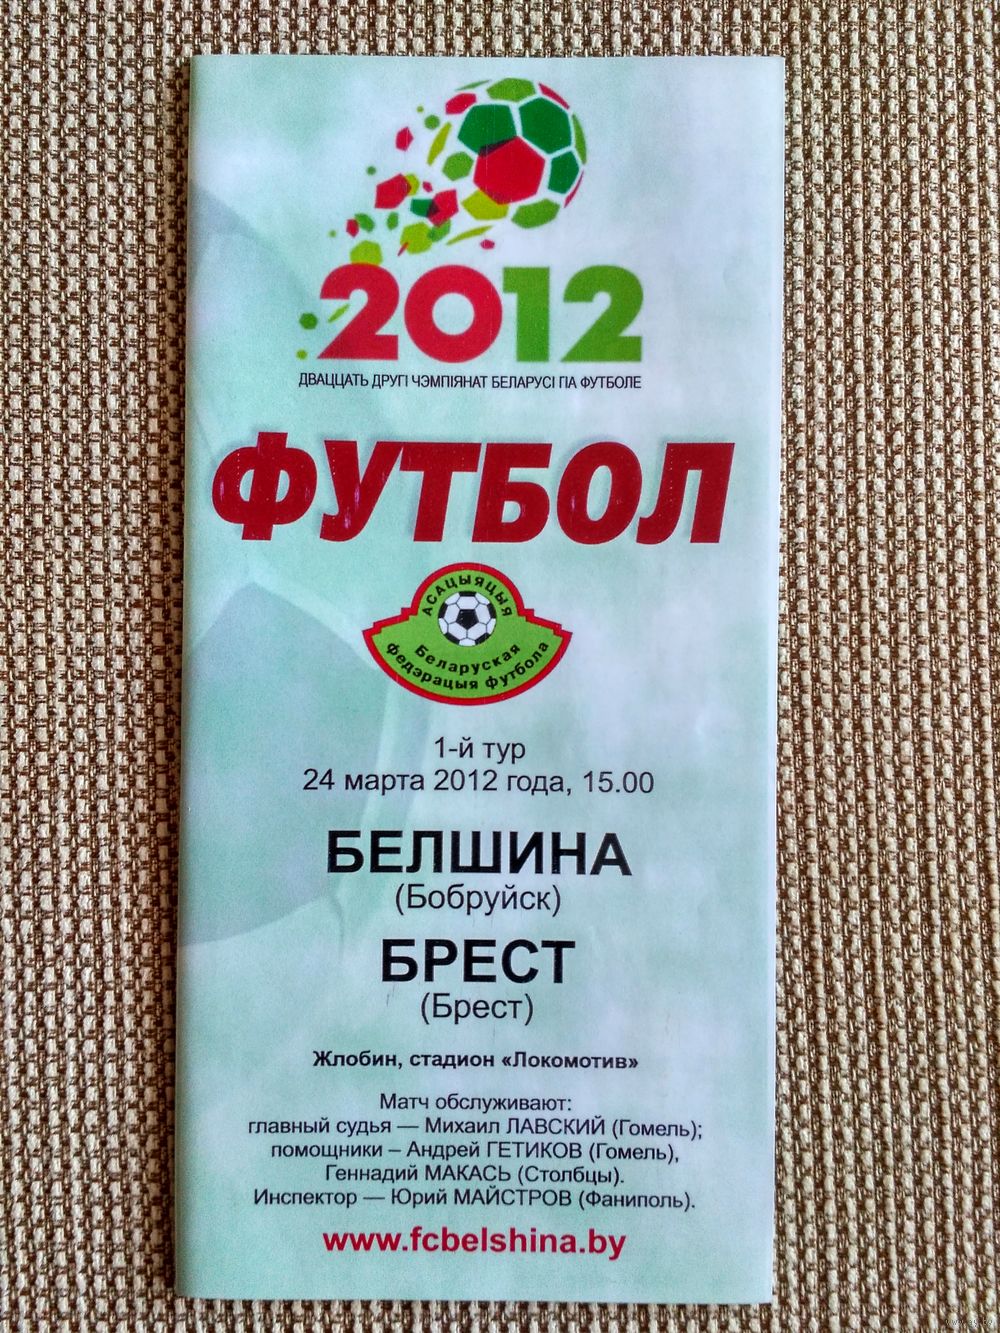 2012
ДВАЦЦАТЬ ДРУГІ ЧЭМПІЯНАТ БЕЛАРУСІ ПА ФУТБОЛЕ
ФУТБОЛ
АСАЦЫЯЦЫЯ
Беларуская
федэрацыя футбола
1-й тур
24 марта 2012 года, 15.00
БЕЛШИНА
(Бобруйск)
БРЕСТ
(Брест)
Жлобин, стадион «Локомотив»
Матч обслуживают:
главный судья — Михаил ЛАВСКИЙ (Гомель);
помощники – Андрей ГЕТИКОВ (Гомель),
Геннадий МАКАСЬ (Столбцы).
Инспектор — Юрий МАЙСТРОВ (Фаниполь).
www.fcbelshina.by